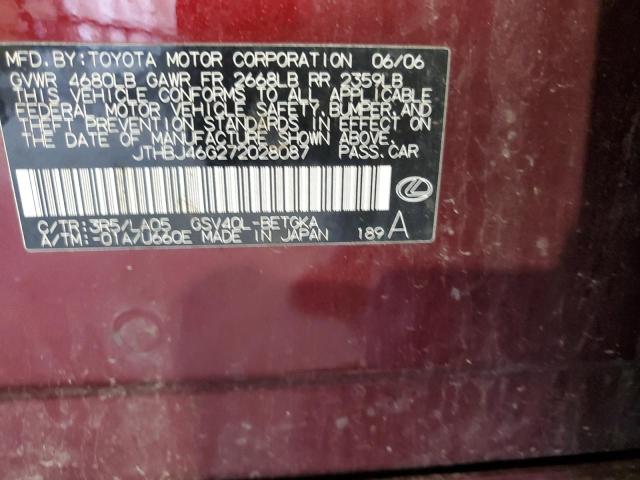 MFD.BY:TOYOTA MOTOR CORPORATION 06/06
GVWR 4680LB GAWR FR 2668LB RR 2359LB
THIS VEHICLE CONFORMS TO ALL APPLICABLE
FEDERAL MOTOR VEHICLE SAFETY,BUMPER,AND
THEFT PREVENTION STANDARDS IN EFFECT ON
THE DATE OF MANUFACTURE SHOWN ABOVE.
JTHBJ46G272028087 PASS.CAR
C/TR:3R5/LA05 GSV40L-BETGKA
A/TM:-01A/U660E MADE IN JAPAN 189 A